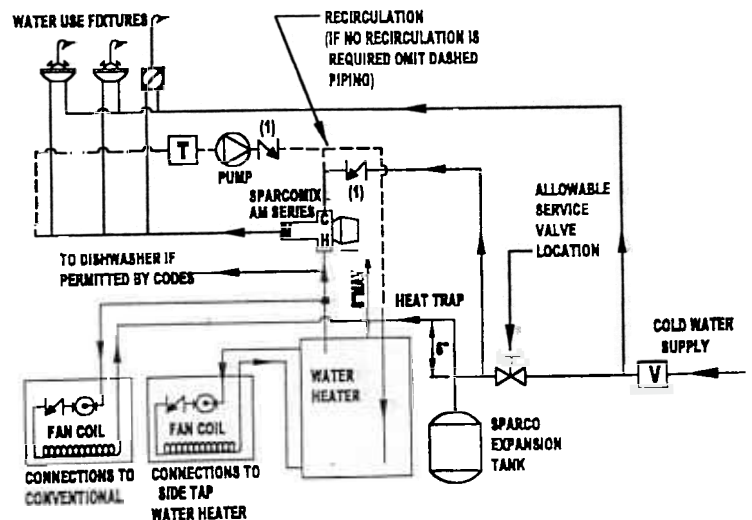 WATER USE FIXTURES
RECIRCULATION
(IF NO RECIRCULATION IS
REQUIRED OMIT DASHED
PIPING)
(1)
T
PUMP
(1)
SPARCOMIX
AM SERIES
C
M
H
ALLOWABLE
SERVICE
VALVE
LOCATION
TO DISHWASHER IF
PERMITTED BY CODES
8" MAX
HEAT TRAP
6"
COLD WATER
SUPPLY
V
WATER
HEATER
FAN COIL
FAN COIL
SPARCO
EXPANSION
TANK
CONNECTIONS TO
CONVENTIONAL
CONNECTIONS TO
SIDE TAP
WATER HEATER